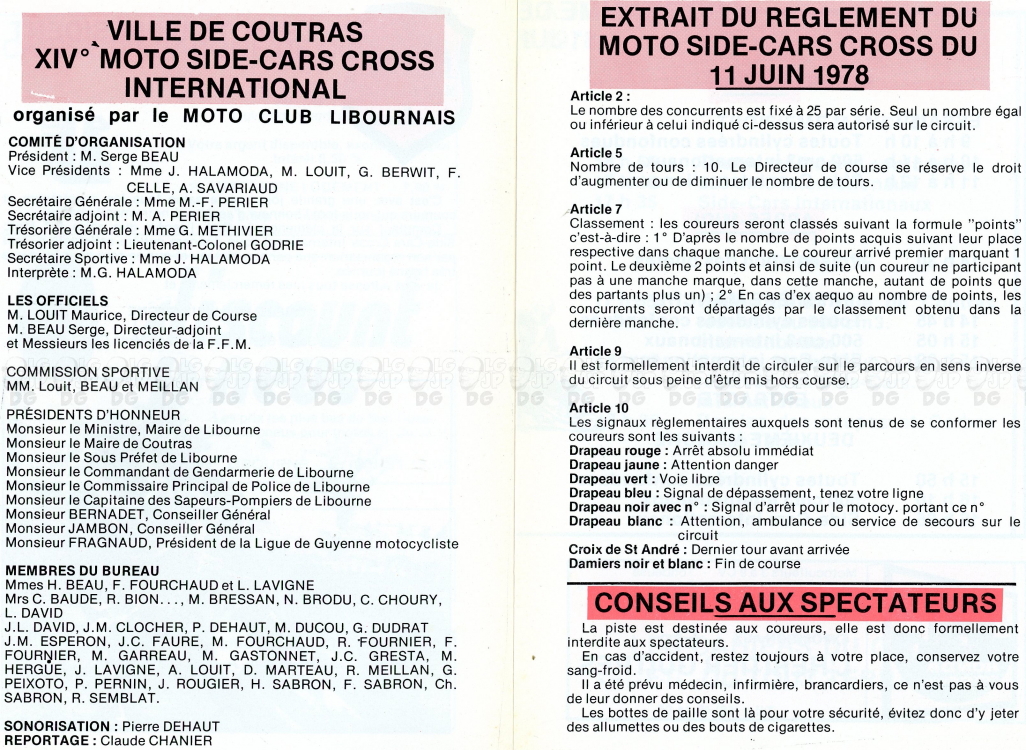 VILLE DE COUTRAS
XIV° MOTO SIDE-CARS CROSS
INTERNATIONAL
organisé par le MOTO CLUB LIBOURNAIS
COMITÉ D'ORGANISATION
Président : M. Serge BEAU
Vice Présidents : Mme J. HALAMODA, M. LOUIT, G. BERWIT, F.
CELLE, A. SAVARIAUD
Secrétaire Générale : Mme M.-F. PERIER
Secrétaire adjoint : M. A. PERIER
Trésorière Générale : Mme G. METHIVIER
Trésorier adjoint : Lieutenant-Colonel GODRIE
Secrétaire Sportive : Mme J. HALAMODA
Interprète : M.G. HALAMODA
LES OFFICIELS
M. LOUIT Maurice, Directeur de Course
M. BEAU Serge, Directeur-adjoint
et Messieurs les licenciés de la F.F.M.
COMMISSION SPORTIVE
MM. Louit, BEAU et MEILLAN
PRÉSIDENTS D'HONNEUR
Monsieur le Ministre, Maire de Libourne
Monsieur le Maire de Coutras
Monsieur le Sous Préfet de Libourne
Monsieur le Commandant de Gendarmerie de Libourne
Monsieur le Commissaire Principal de Police de Libourne
Monsieur le Capitaine des Sapeurs-Pompiers de Libourne
Monsieur BERNADET, Conseiller Général
Monsieur JAMBON, Conseiller Général
Monsieur FRAGNAUD, Président de la Ligue de Guyenne motocycliste
MEMBRES DU BUREAU
Mmes H. BEAU, F. FOURCHAUD et L. LAVIGNE
Mrs C. BAUDE, R. BION..., M. BRESSAN, N. BRODU, C. CHOURY,
L. DAVID
J.L. DAVID, J.M. CLOCHER, P. DEHAUT, M. DUCOU, G. DUDRAT
J.M. ESPERON, J.C. FAURE, M. FOURCHAUD, R. FOURNIER, F.
FOURNIER, M. GARREAU, M. GASTONNET, J.C. GRESTA, M.
HERGÜE, J. LAVIGNE, A. LOUIT, D. MARTEAU, R. MEILLAN, G.
PEIXOTO, P. PERNIN, J. ROUGIER, H. SABRON, F. SABRON, Ch.
SABRON, R. SEMBLAT.
SONORISATION : Pierre DEHAUT
REPORTAGE : Claude CHANIER
EXTRAIT DU REGLEMENT DU
MOTO SIDE-CARS CROSS DU
11 JUIN 1978
Article 2 :
Le nombre des concurrents est fixé à 25 par série. Seul un nombre égal
ou inférieur à celui indiqué ci-dessus sera autorisé sur le circuit.
Article 5
Nombre de tours : 10. Le Directeur de course se réserve le droit
d'augmenter ou de diminuer le nombre de tours.
Article 7
Classement : les coureurs seront classés suivant la formule "points"
c'est-à-dire : 1° D'après le nombre de points acquis suivant leur place
respective dans chaque manche. Le coureur arrivé premier marquant 1
point. Le deuxième 2 points et ainsi de suite (un coureur ne participant
pas à une manche marque, dans cette manche, autant de points que
des partants plus un) ; 2° En cas d'ex aequo au nombre de points, les
concurrents seront départagés par le classement obtenu dans la
dernière manche.
Article 9
Il est formellement interdit de circuler sur le parcours en sens inverse
du circuit sous peine d'être mis hors course.
Article 10
Les signaux règlementaires auxquels sont tenus de se conformer les
coureurs sont les suivants :
Drapeau rouge : Arrêt absolu immédiat
Drapeau jaune : Attention danger
Drapeau vert : Voie libre
Drapeau bleu : Signal de dépassement, tenez votre ligne
Drapeau noir avec n° : Signal d'arrêt pour le motocy. portant ce n°
Drapeau blanc : Attention, ambulance ou service de secours sur le
circuit
Croix de St André : Dernier tour avant arrivée
Damiers noir et blanc : Fin de course
CONSEILS AUX SPECTATEURS
La piste est destinée aux coureurs, elle est donc formellement
interdite aux spectateurs.
En cas d'accident, restez toujours à votre place, conservez votre
sang-froid.
Il a été prévu médecin, infirmière, brancardiers, ce n'est pas à vous
de leur donner des conseils.
Les bottes de paille sont là pour votre sécurité, évitez donc d'y jeter
des allumettes ou des bouts de cigarettes.